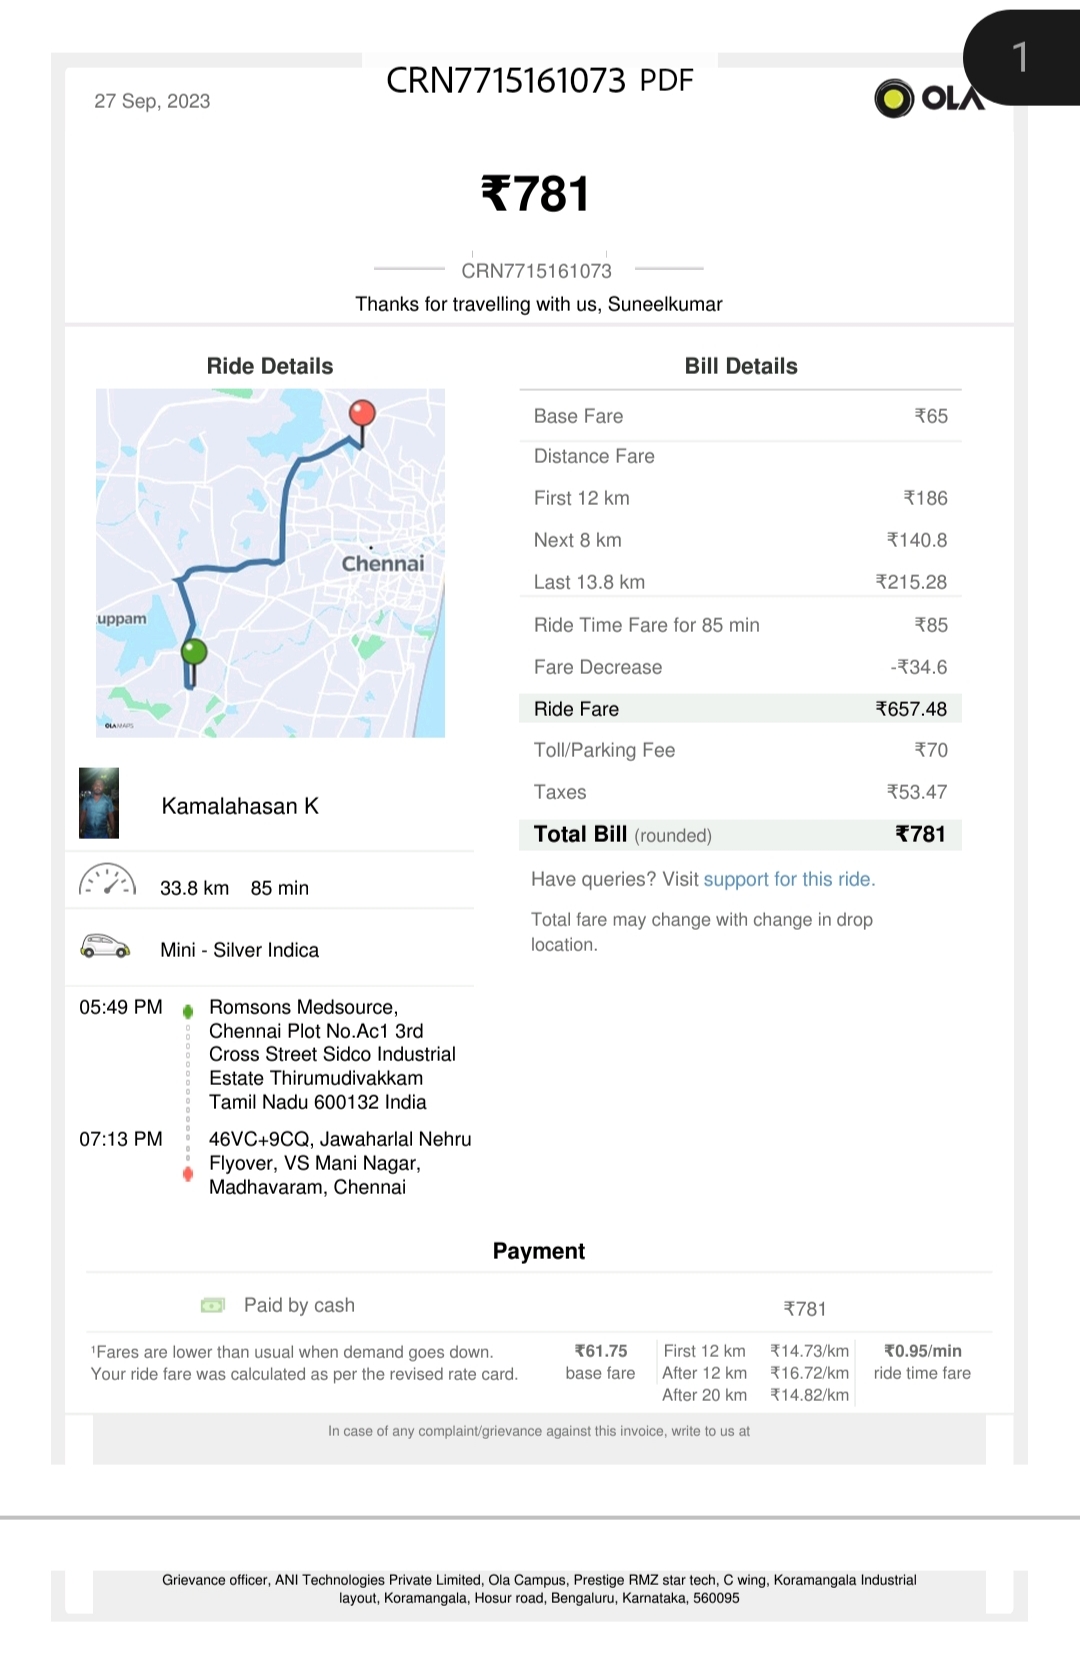 1
CRN7715161073 PDF
27 Sep, 2023
OLA
₹781
CRN7715161073
Thanks for travelling with us, Suneelkumar
Ride Details
Chennai
uppam
OLA MAPS
Kamalahasan K
33.8 km 85 min
Mini - Silver Indica
05:49 PM Romsons Medsource,
Chennai Plot No.Ac1 3rd
Cross Street Sidco Industrial
Estate Thirumudivakkam
Tamil Nadu 600132 India
07:13 PM 46VC+9CQ, Jawaharlal Nehru
Flyover, VS Mani Nagar,
Madhavaram, Chennai
Bill Details
Base Fare ₹65
Distance Fare
First 12 km ₹186
Next 8 km ₹140.8
Last 13.8 km ₹215.28
Ride Time Fare for 85 min ₹85
Fare Decrease -₹34.6
Ride Fare ₹657.48
Toll/Parking Fee ₹70
Taxes ₹53.47
Total Bill (rounded) ₹781
Have queries? Visit support for this ride.
Total fare may change with change in drop
location.
Payment
Paid by cash ₹781
¹Fares are lower than usual when demand goes down.
Your ride fare was calculated as per the revised rate card.
₹61.75
base fare
First 12 km ₹14.73/km
After 12 km ₹16.72/km
After 20 km ₹14.82/km
₹0.95/min
ride time fare
In case of any complaint/grievance against this invoice, write to us at
Grievance officer, ANI Technologies Private Limited, Ola Campus, Prestige RMZ star tech, C wing, Koramangala Industrial
layout, Koramangala, Hosur road, Bengaluru, Karnataka, 560095